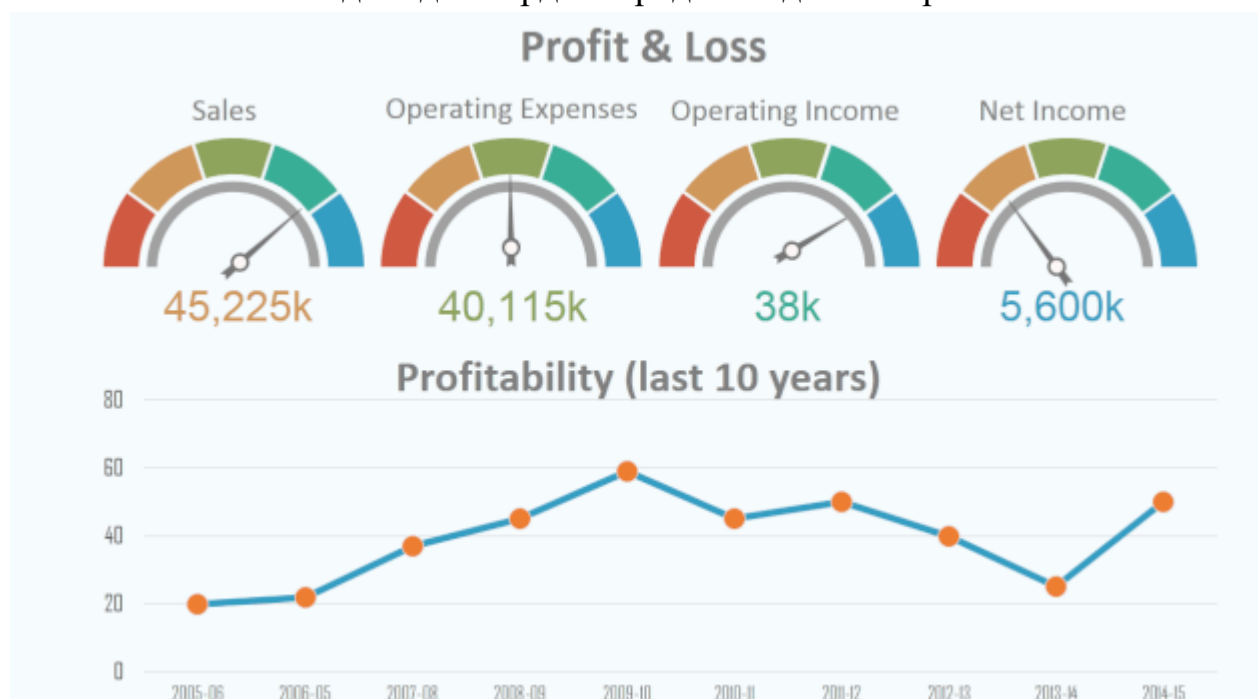 Profit & Loss
Sales
Operating Expenses
Operating Income
Net Income
45,225k
40,115k
38k
5,600k
Profitability (last 10 years)
80
60
40
20
0
2005-06 2006-05 2007-08 2008-09 2009-10 2010-11 2011-12 2012-13 2013-14 2014-15